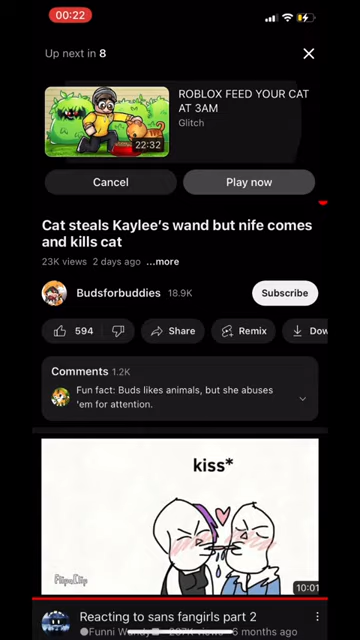 00:22
Up next in 8
ROBLOX FEED YOUR CAT
AT 3AM
Glitch
22:32
Cancel
Play now
Cat steals Kaylee's wand but nife comes
and kills cat
23K views 2 days ago ...more
Budsforbuddies 18.9K
Subscribe
594
Share
Remix
Dow
Comments 1.2K
Fun fact: Buds likes animals, but she abuses
'em for attention.
kiss*
FlipaClip
10:01
Reacting to sans fangirls part 2
months ago